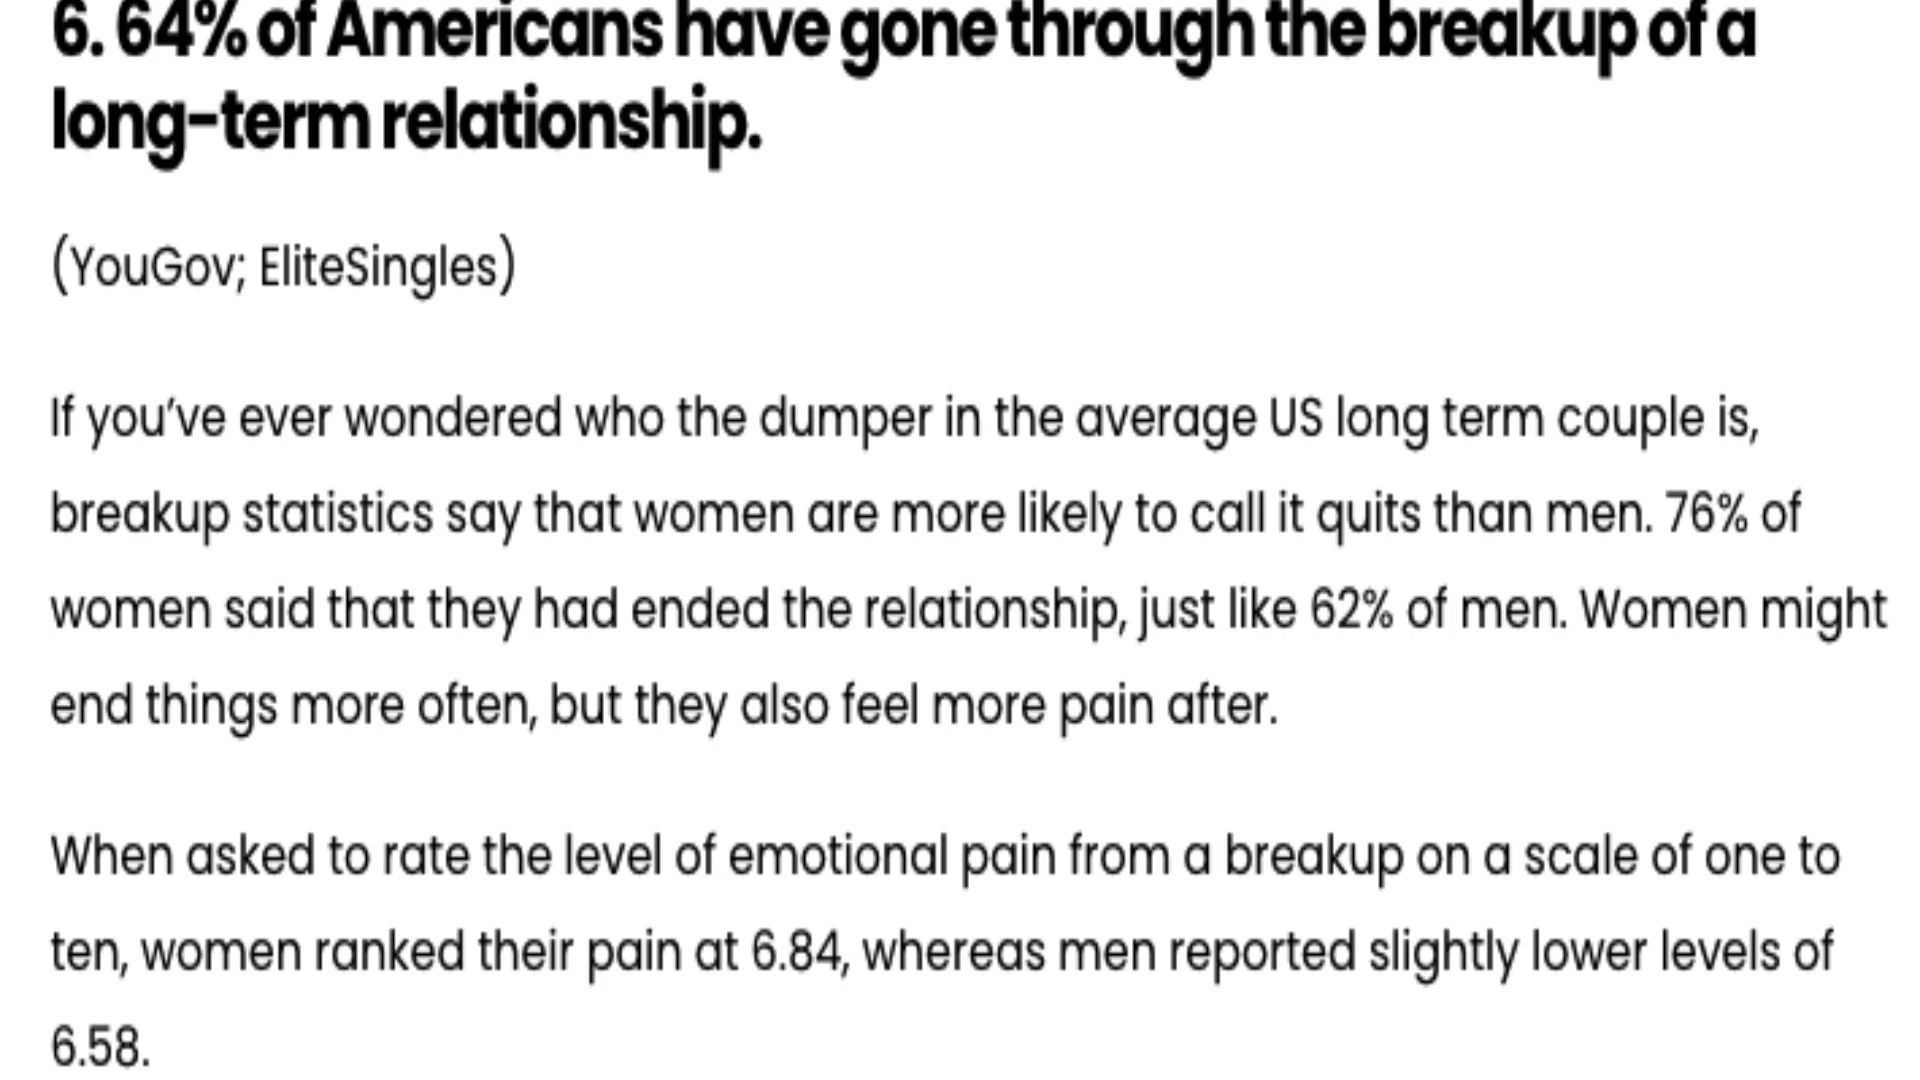 6. 64% of Americans have gone through the breakup of a
long-term relationship.
(YouGov; EliteSingles)
If you’ve ever wondered who the dumper in the average US long term couple is,
breakup statistics say that women are more likely to call it quits than men. 76% of
women said that they had ended the relationship, just like 62% of men. Women might
end things more often, but they also feel more pain after.
When asked to rate the level of emotional pain from a breakup on a scale of one to
ten, women ranked their pain at 6.84, whereas men reported slightly lower levels of
6.58.